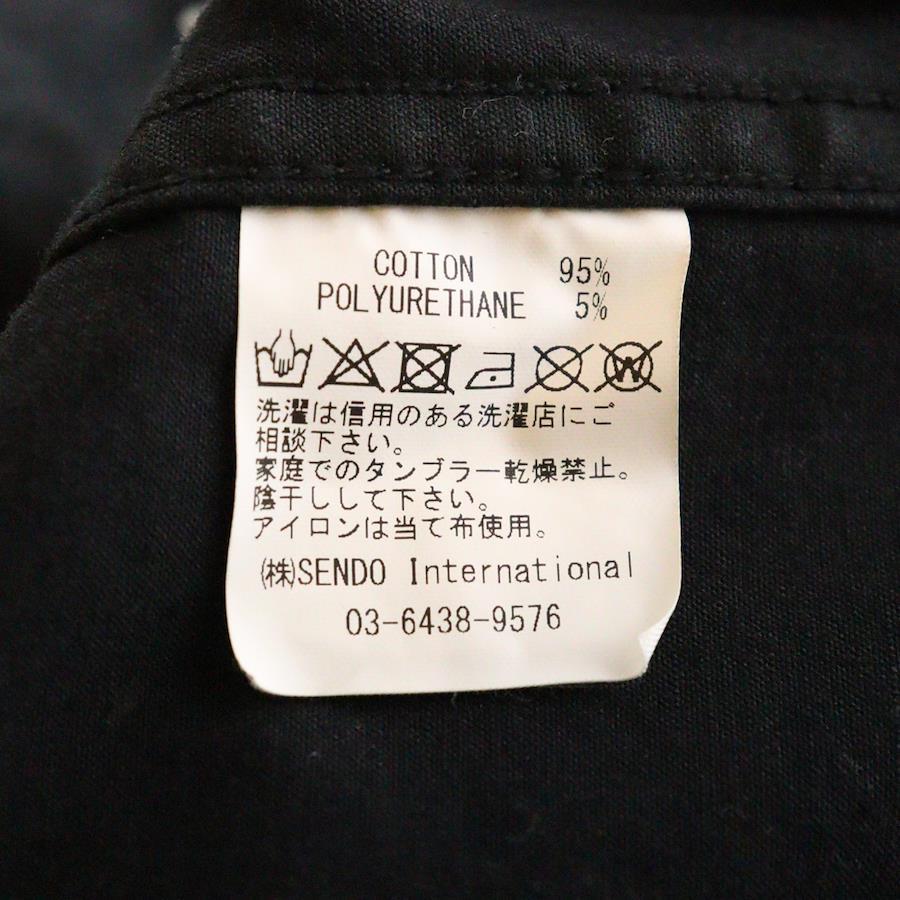 COTTON 95%
POLYURETHANE 5%
洗濯は信用のある洗濯店にご
相談下さい。
家庭でのタンブラー乾燥禁止。
陰干しして下さい。
アイロンは当て布使用。
㈱SENDO International
03-6438-9576